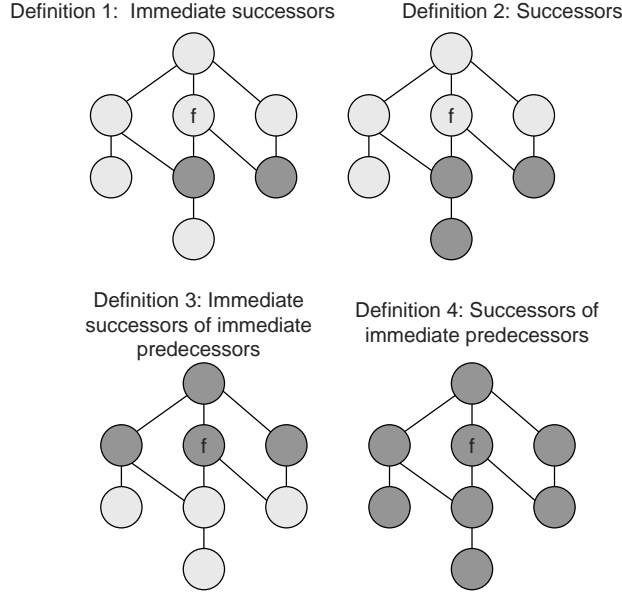 Definition 1:  Immediate successors
Definition 2: Successors
f
f
Definition 3: Immediate
successors of immediate
predecessors
Definition 4: Successors of
immediate predecessors
f
f